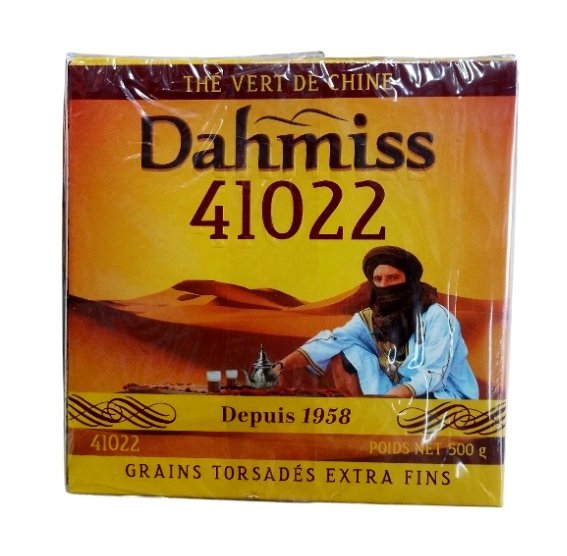 THÉ VERT DE CHINE
Dahmiss
41022
Depuis 1958
41022
POIDS NET 500 g
GRAINS TORSADÉS EXTRA FINS